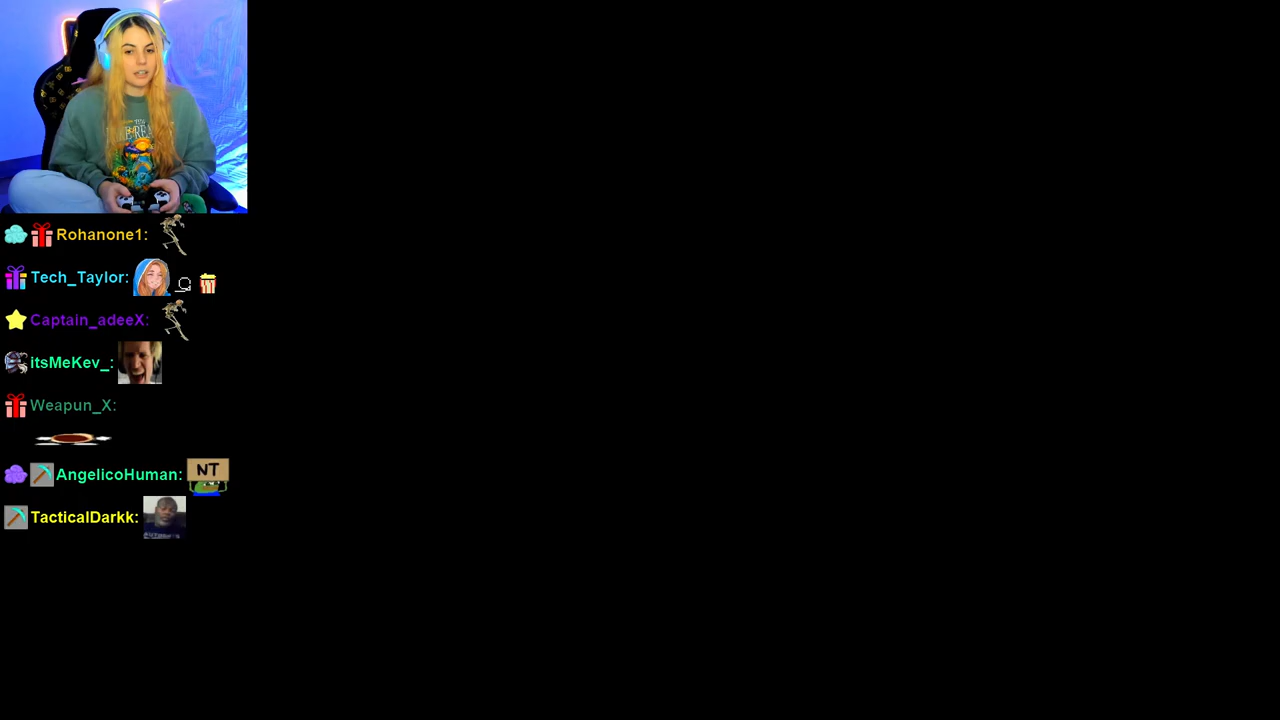 Rohanone1:
Tech_Taylor:
Captain_adeeX:
itsMeKev_:
Weapun_X:
AngelicoHuman: NT
TacticalDarkk: